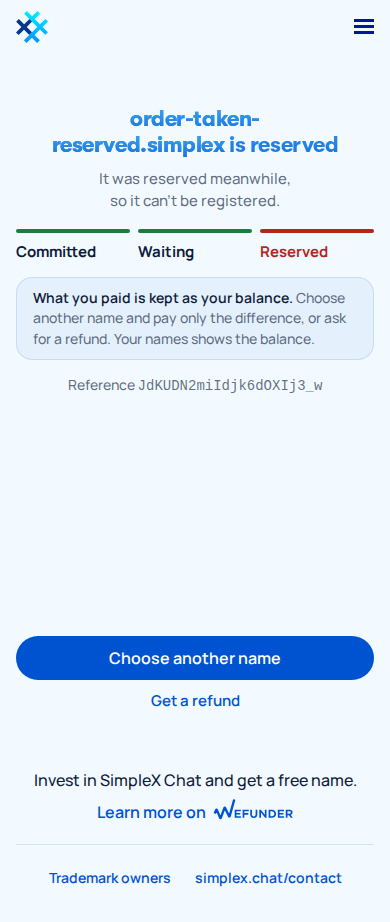 order-taken-
reserved.simplex is reserved
It was reserved meanwhile,
so it can't be registered.
Committed Waiting Reserved
What you paid is kept as your balance. Choose
another name and pay only the difference, or ask
for a refund. Your names shows the balance.
Reference JdKUDN2miIdjk6dOXIj3_w
Choose another name
Get a refund
Invest in SimpleX Chat and get a free name.
Learn more on WEFUNDER
Trademark owners simplex.chat/contact